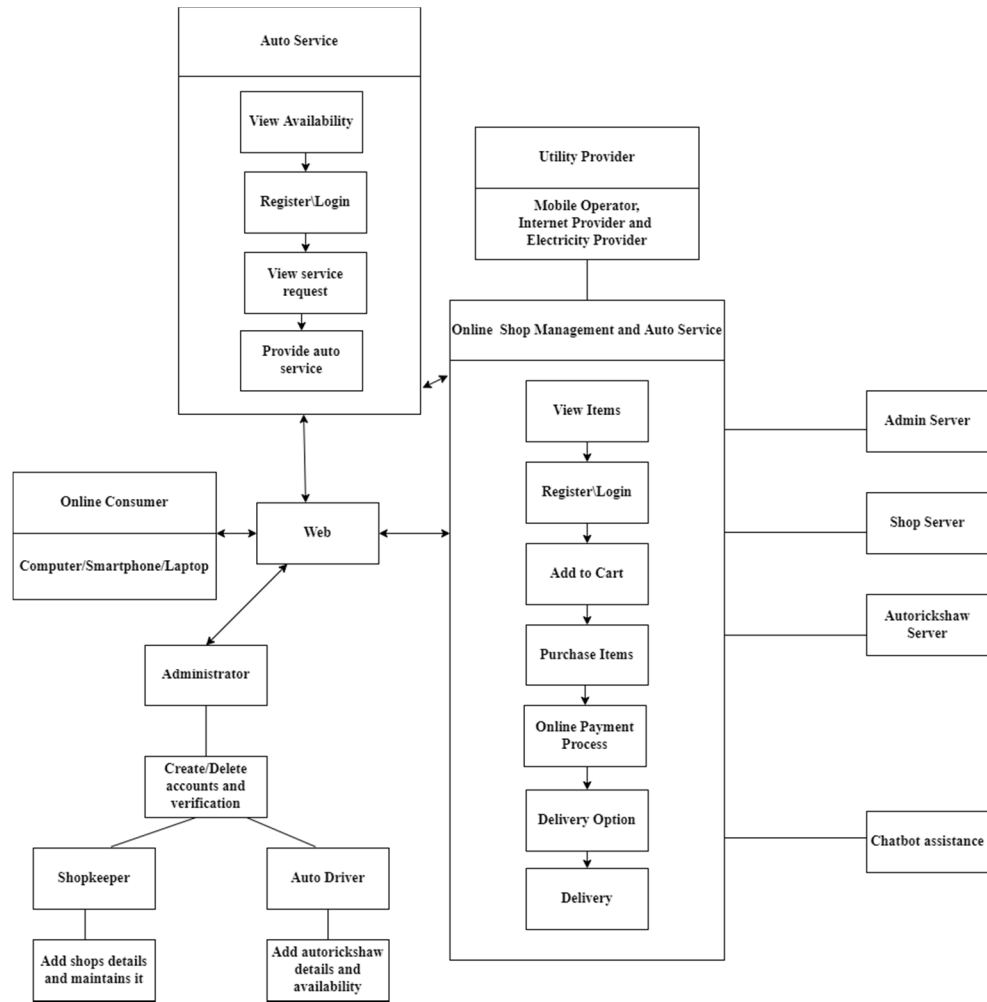 Auto Service
View Availability
Register\Login
View service
request
Provide auto
service
Utility Provider
Mobile Operator,
Internet Provider and
Electricity Provider
Online Shop Management and Auto Service
View Items
Register\Login
Add to Cart
Purchase Items
Online Payment
Process
Delivery Option
Delivery
Admin Server
Shop Server
Autorickshaw
Server
Chatbot assistance
Online Consumer
Computer/Smartphone/Laptop
Web
Administrator
Create/Delete
accounts and
verification
Shopkeeper
Add shops details
and maintains it
Auto Driver
Add autorickshaw
details and
availability